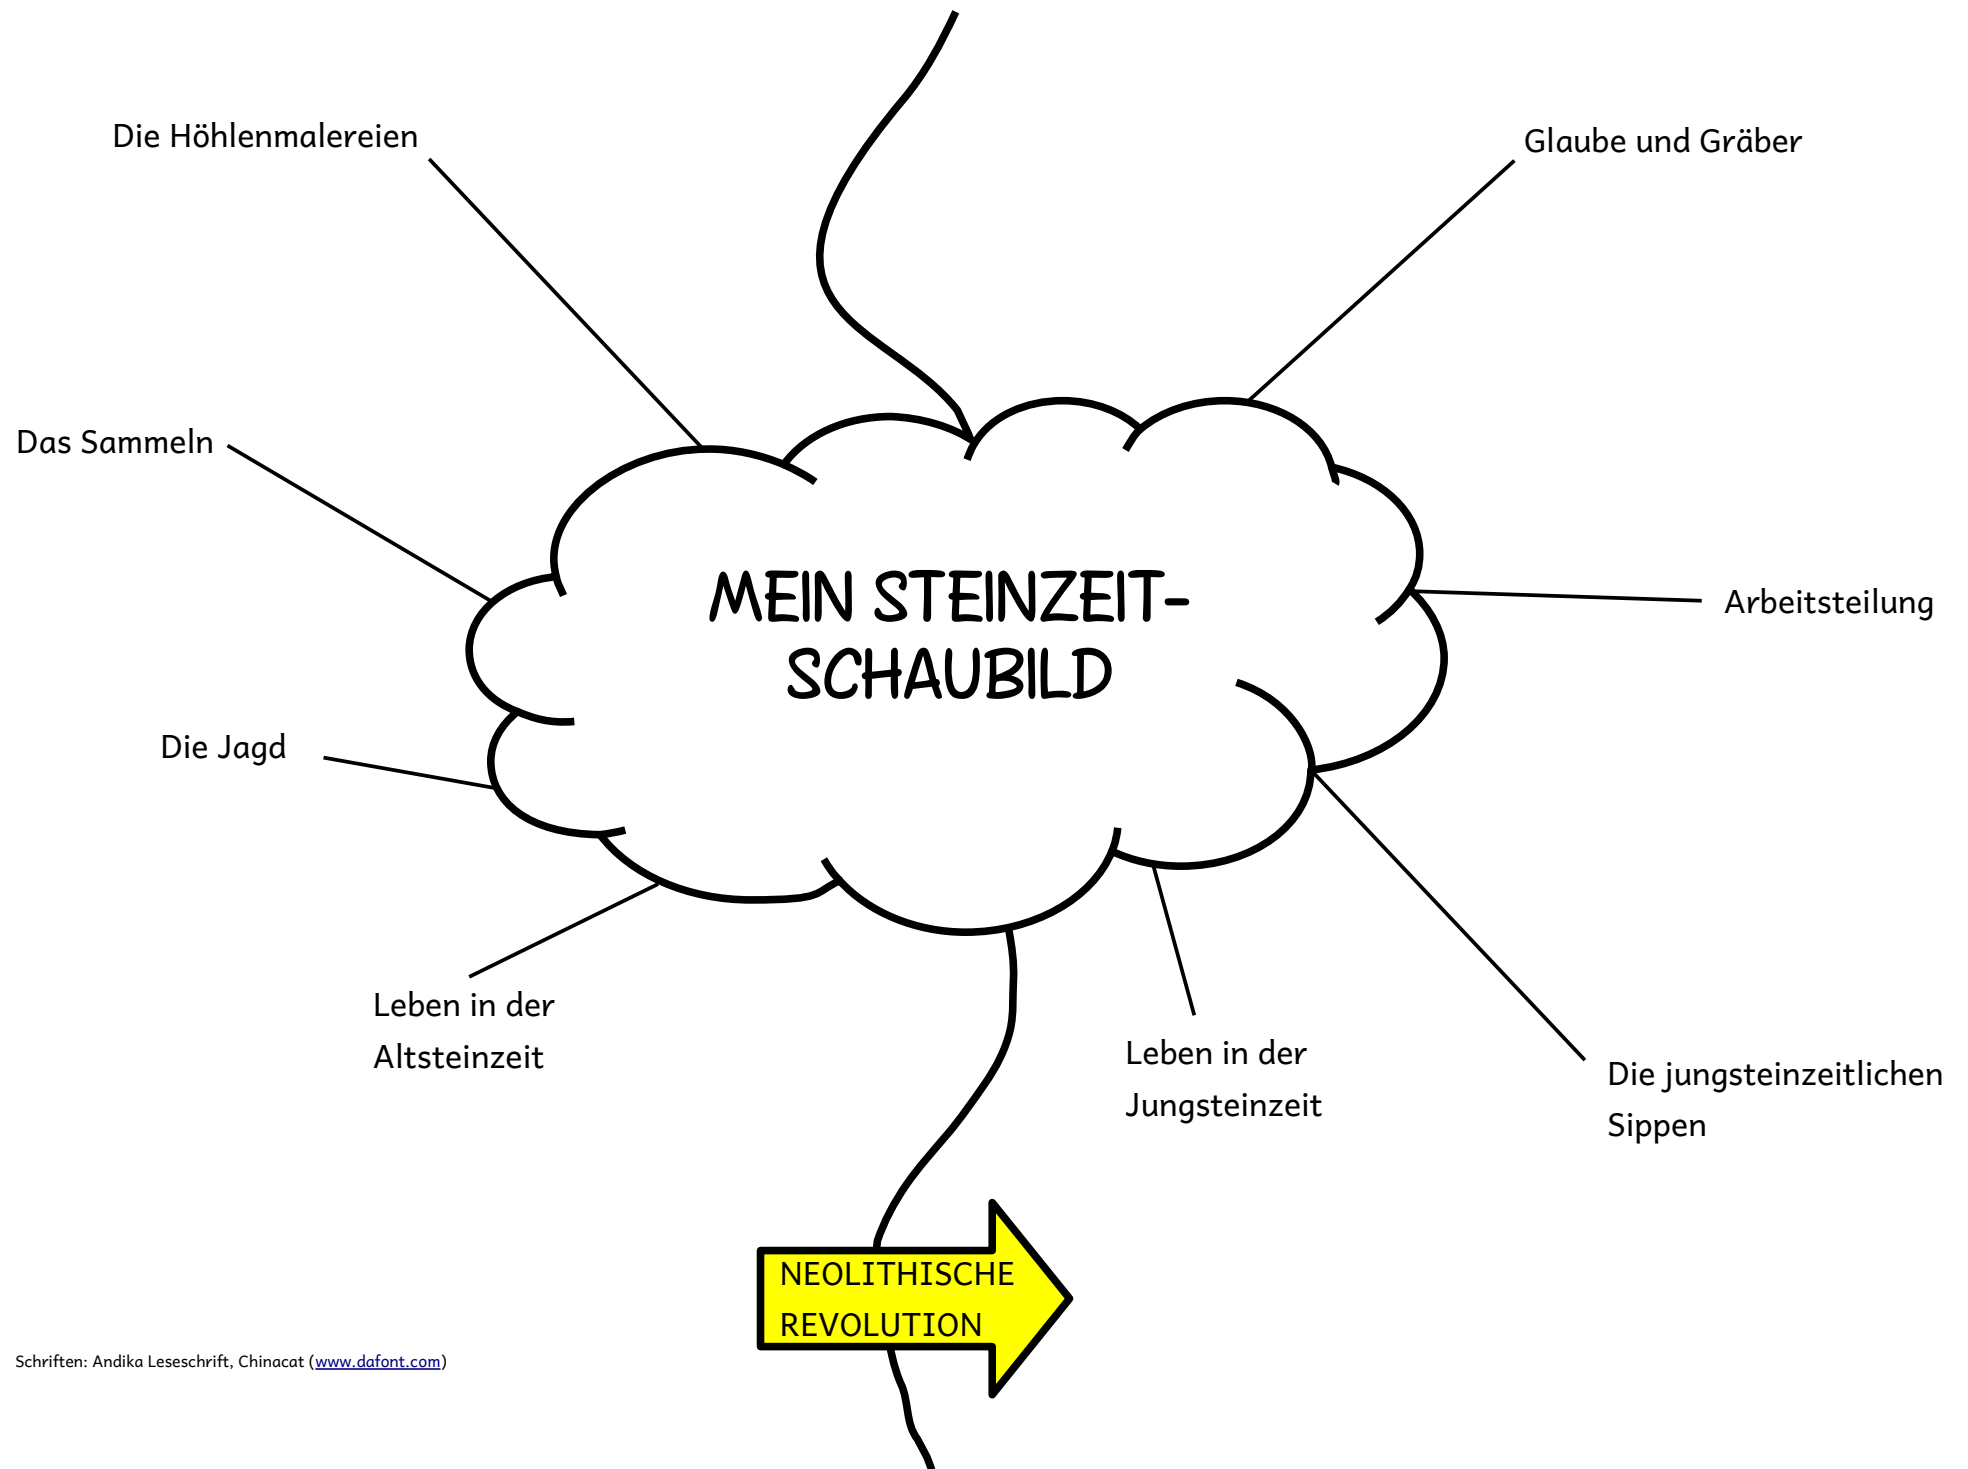 Die Höhlenmalereien
Glaube und Gräber
Das Sammeln
MEIN STEINZEIT-
SCHAUBILD
Arbeitsteilung
Die Jagd
Leben in der
Altsteinzeit
Leben in der
Jungsteinzeit
Die jungsteinzeitlichen
Sippen
NEOLITHISCHE
REVOLUTION
Schriften: Andika Leseschrift, Chinacat (www.dafont.com)